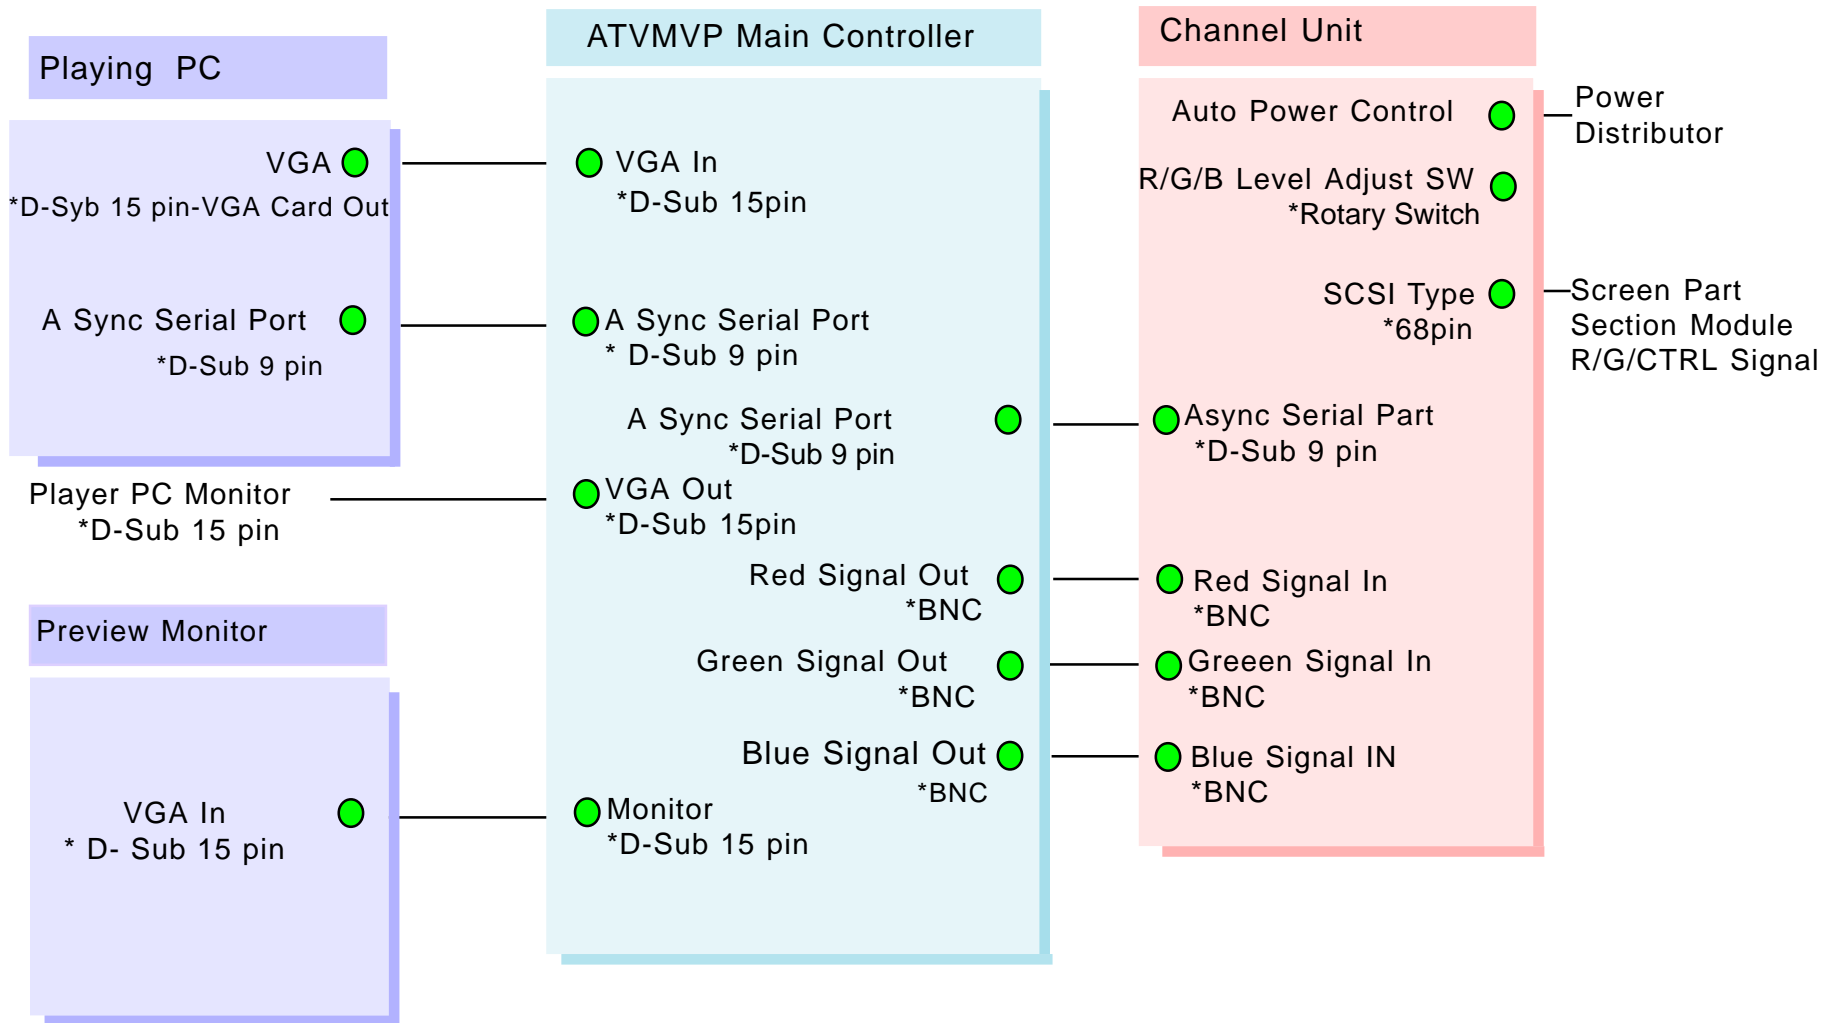 Playing PC
VGA
*D-Syb 15 pin-VGA Card Out
A Sync Serial Port
*D-Sub 9 pin
Player PC Monitor
*D-Sub 15 pin
Preview Monitor
VGA In
* D- Sub 15 pin
ATVMVP Main Controller
VGA In
*D-Sub 15pin
A Sync Serial Port
* D-Sub 9 pin
A Sync Serial Port
*D-Sub 9 pin
VGA Out
*D-Sub 15pin
Red Signal Out
*BNC
Green Signal Out
*BNC
Blue Signal Out
*BNC
Monitor
*D-Sub 15 pin
Channel Unit
Auto Power Control
R/G/B Level Adjust SW
*Rotary Switch
SCSI Type
*68pin
Async Serial Part
*D-Sub 9 pin
Red Signal In
*BNC
Greeen Signal In
*BNC
Blue Signal IN
*BNC
Power
Distributor
Screen Part
Section Module
R/G/CTRL Signal